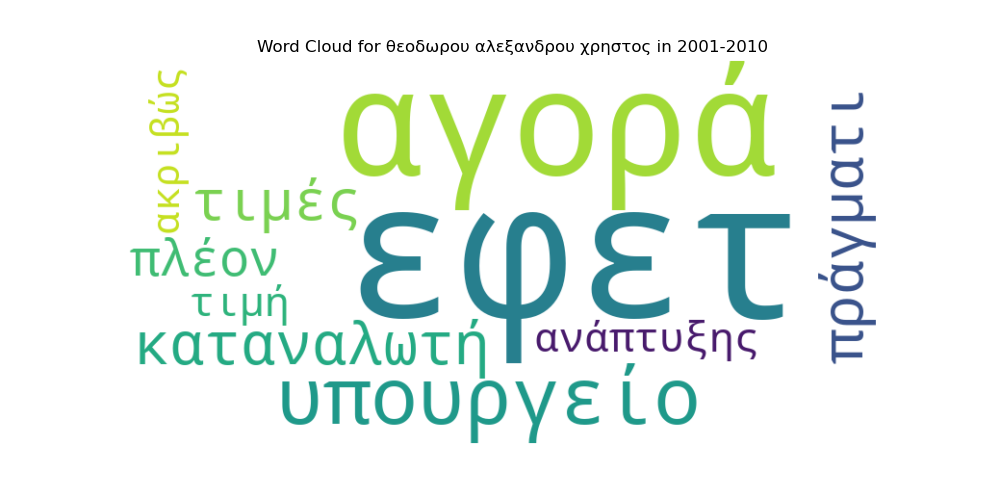 Word Cloud for θεοδωρου αλεξανδρου χρηστος in 2001-2010
ακριβώς
αγορά
πράγματι
τιμές
εφετ
πλέον
τιμή
καταναλωτή
ανάπτυξης
υπουργείο